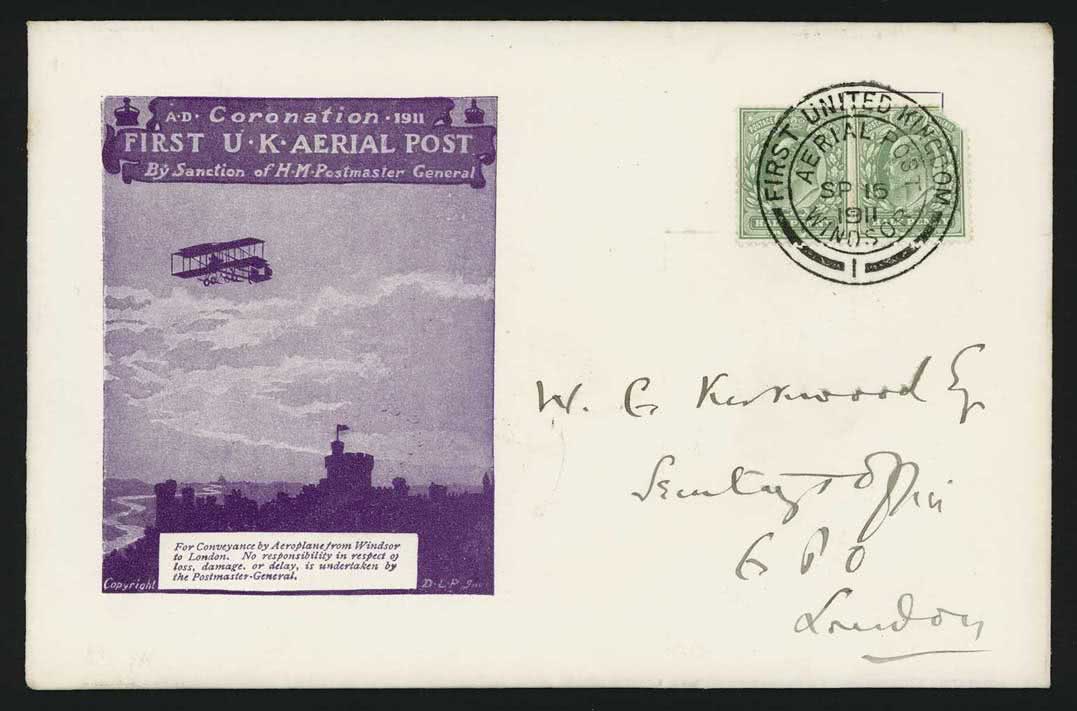 A·D· Coronation · 1911
FIRST U·K·AERIAL POST
By Sanction of H·M·Postmaster General
For Conveyance by Aeroplane from Windsor
to London. No responsibility in respect of
loss, damage, or delay, is undertaken by
the Postmaster-General.
Copyright
D·L·P
FIRST UNITED KINGDOM
AERIAL POST
SP 15
1911
WINDSOR
1
W. G Kirkwood Esq
Secretary's Office
G P O
London